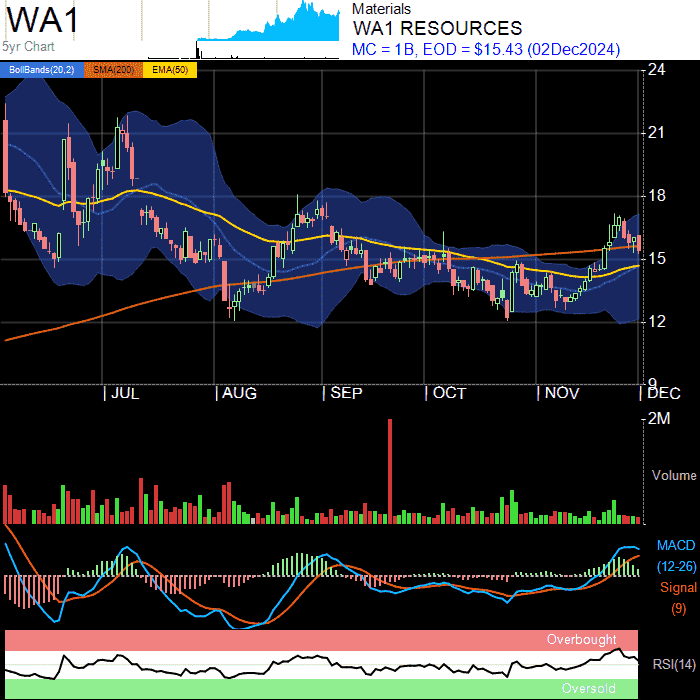 WA1
5yr Chart
Materials
WA1 RESOURCES
MC = 1B, EOD = $15.43 (02Dec2024)
BollBands(20,2) SMA(200) EMA(50)
24
21
18
15
12
9
JUL AUG SEP OCT NOV DEC
2M
Volume
MACD
(12-26)
Signal
(9)
Overbought
RSI(14)
Oversold